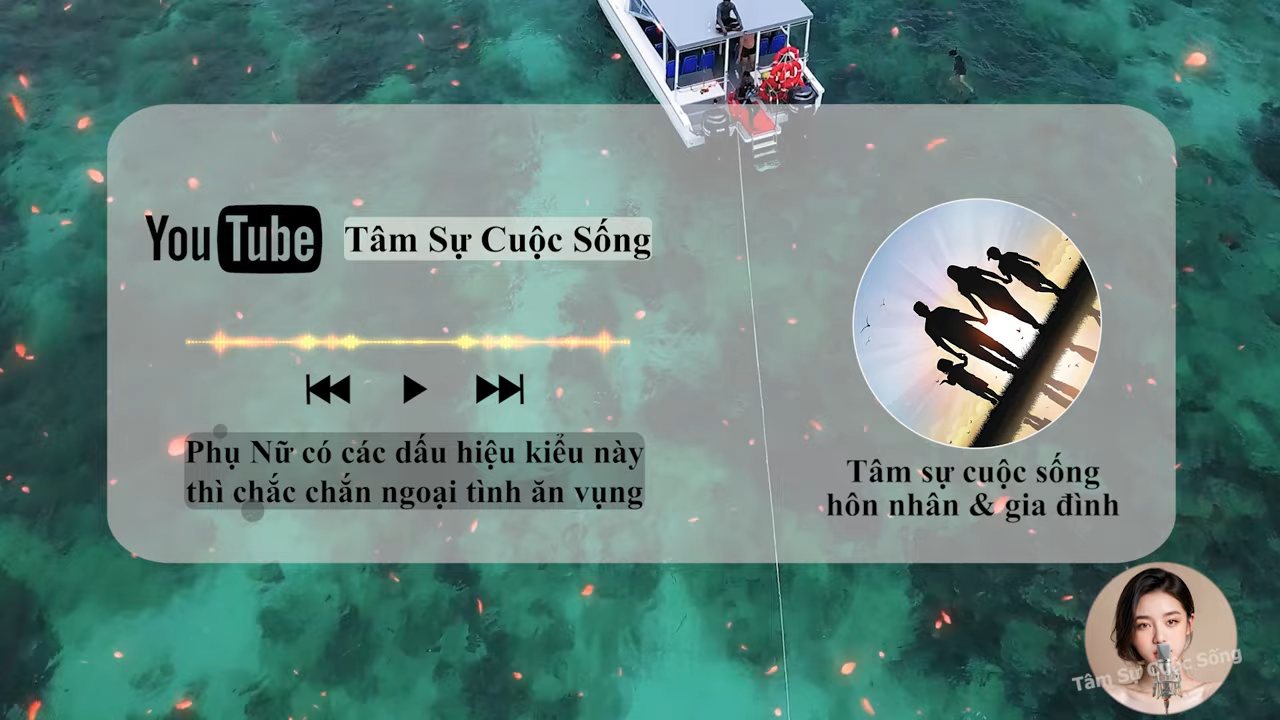 YouTube
Tâm Sự Cuộc Sống
Phụ Nữ có các dấu hiệu kiểu này
thì chắc chắn ngoại tình ăn vụng
Tâm sự cuộc sống
hôn nhân & gia đình
Tâm Sự Cuộc Sống